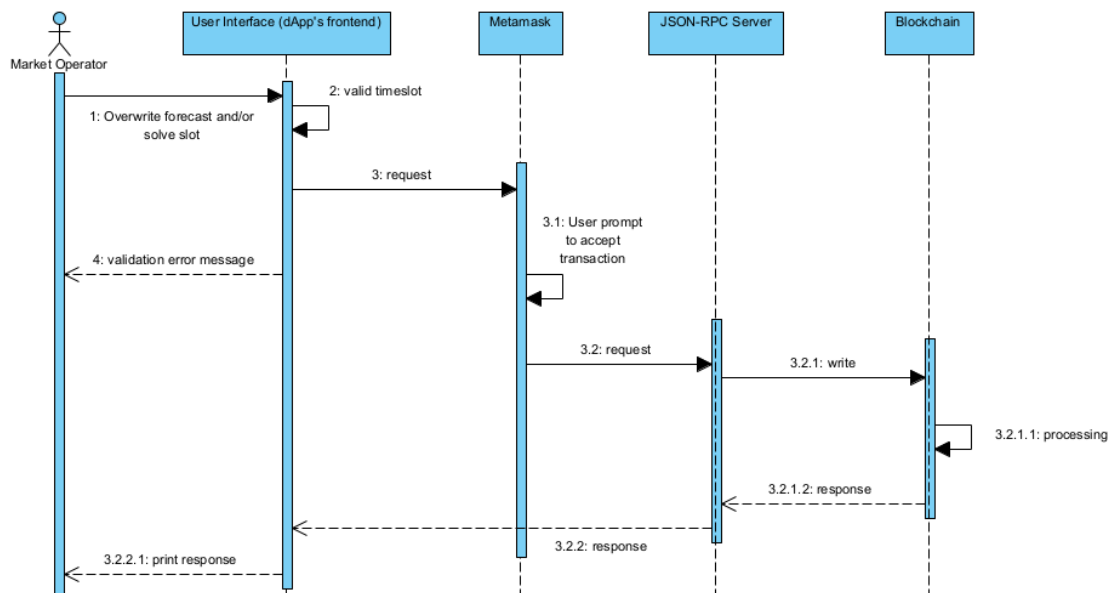 User Interface (dApp's frontend)
Metamask
JSON-RPC Server
Blockchain
Market Operator
2: valid timeslot
1: Overwrite forecast and/or
solve slot
3: request
3.1: User prompt
to accept
transaction
4: validation error message
3.2: request
3.2.1: write
3.2.1.1: processing
3.2.1.2: response
3.2.2: response
3.2.2.1: print response